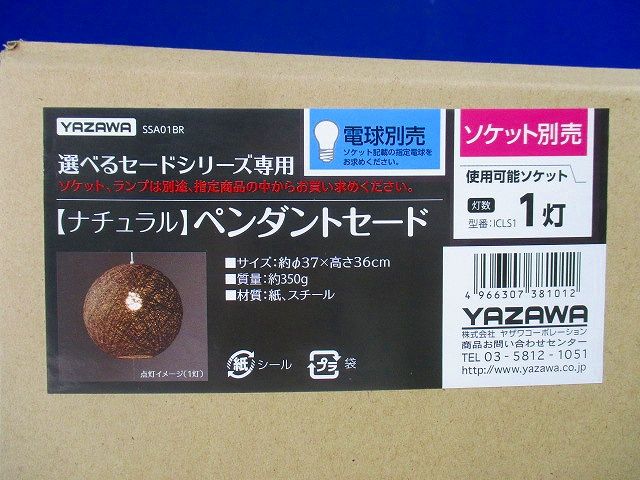 YAZAWA SSA01BR
選べるセードシリーズ専用
ソケット、ランプは別途、指定商品の中からお買い求めください。
【ナチュラル】ペンダントセード
電球別売
ソケット記載の指定電球を
お求めください。
ソケット別売
使用可能ソケット
灯数
型番:ICLS1
1灯
■サイズ:約φ37×高さ36cm
■質量:約350g
■材質:紙、スチール
点灯イメージ(1灯)
紙 シール
プラ 袋
4 966307 381012
YAZAWA
株式会社 ヤザワコーポレーション
商品お問い合わせセンター
TEL 03-5812-1051
http://www.yazawa.co.jp